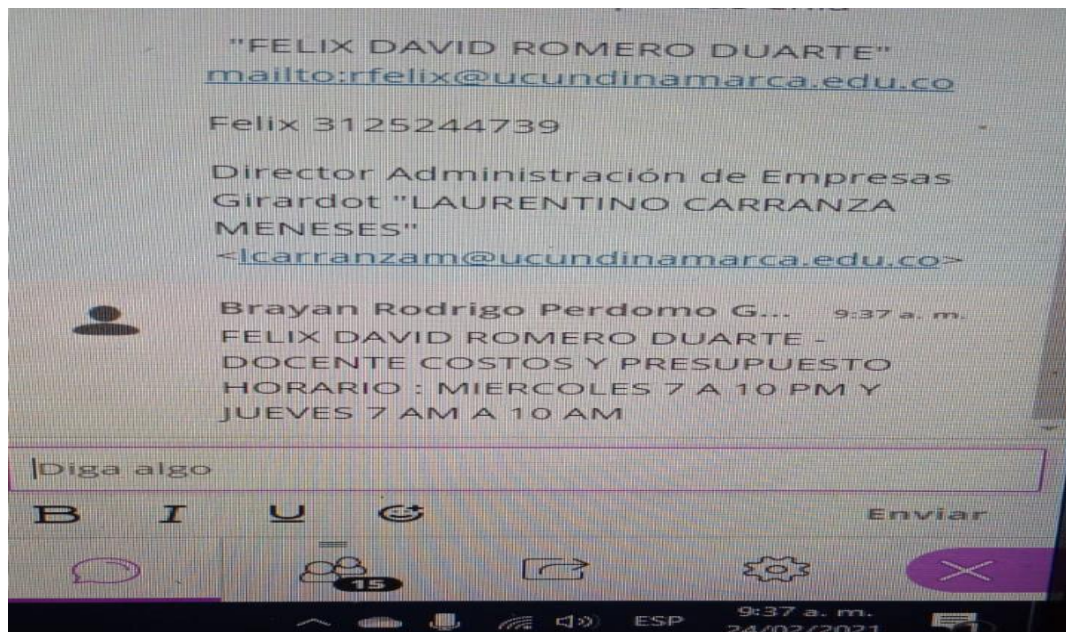 "FELIX DAVID ROMERO DUARTE"
mailto:rfelix@ucundinamarca.edu.co
Felix 3125244739
Director Administración de Empresas
Girardot "LAURENTINO CARRANZA
MENESES"
<lcarranzam@ucundinamarca.edu.co>
Brayan Rodrigo Perdomo G... 9:37 a. m.
FELIX DAVID ROMERO DUARTE -
DOCENTE COSTOS Y PRESUPUESTO
HORARIO : MIERCOLES 7 A 10 PM Y
JUEVES 7 AM A 10 AM
Diga algo
B I U Enviar
15
ESP 9:37 a. m.
24/02/2021